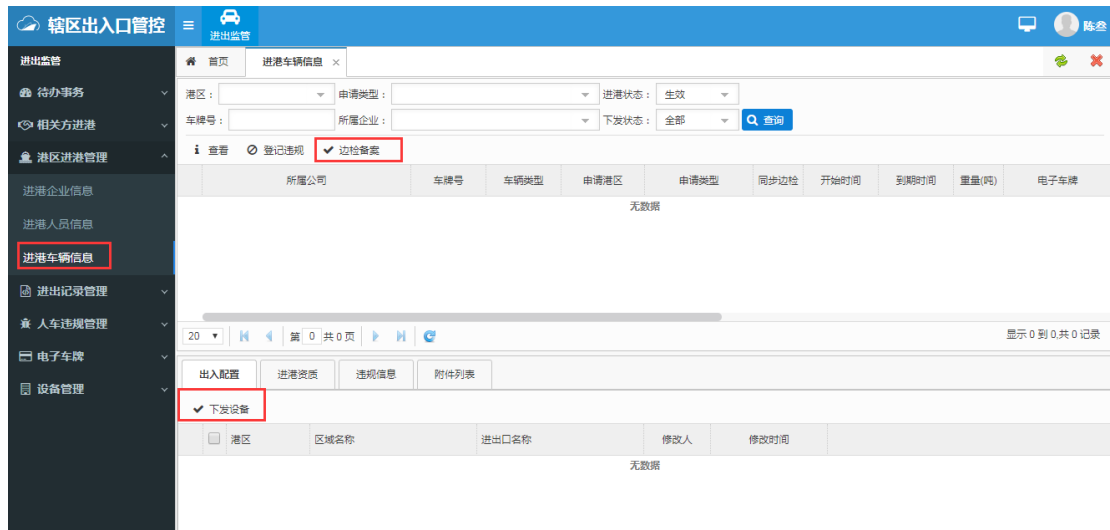 辖区出入口管控
进出监管
陈叁
进出监管
首页
进港车辆信息 ×
待办事务
港区：
申请类型：
进港状态： 生效
相关方进港
车牌号：
所属企业：
下发状态： 全部
查询
港区进港管理
查看
登记违规
边检备案
进港企业信息
所属公司 车牌号 车辆类型 申请港区 申请类型 同步边检 开始时间 到期时间 重量(吨) 电子车牌
无数据
进港人员信息
进港车辆信息
进出记录管理
人车违规管理
20 第 0 共0页
显示 0 到 0,共 0 记录
电子车牌
出入配置 进港资质 违规信息 附件列表
设备管理
下发设备
港区 区域名称 进出口名称 修改人 修改时间
无数据